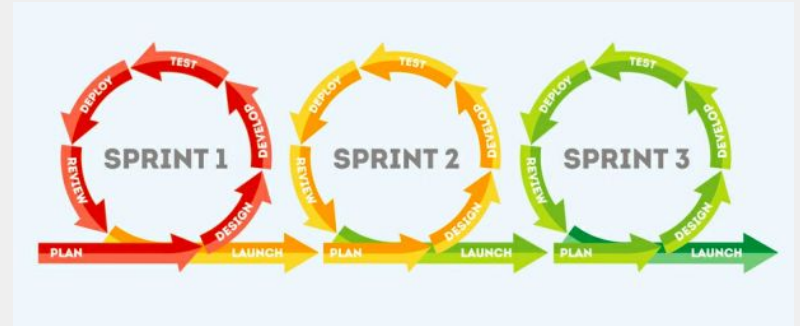 TEST
DEPLOY
DEVELOP
SPRINT 1
REVIEW
DESIGN
PLAN
LAUNCH
TEST
DEPLOY
DEVELOP
SPRINT 2
REVIEW
DESIGN
PLAN
LAUNCH
TEST
DEPLOY
DEVELOP
SPRINT 3
REVIEW
DESIGN
PLAN
LAUNCH